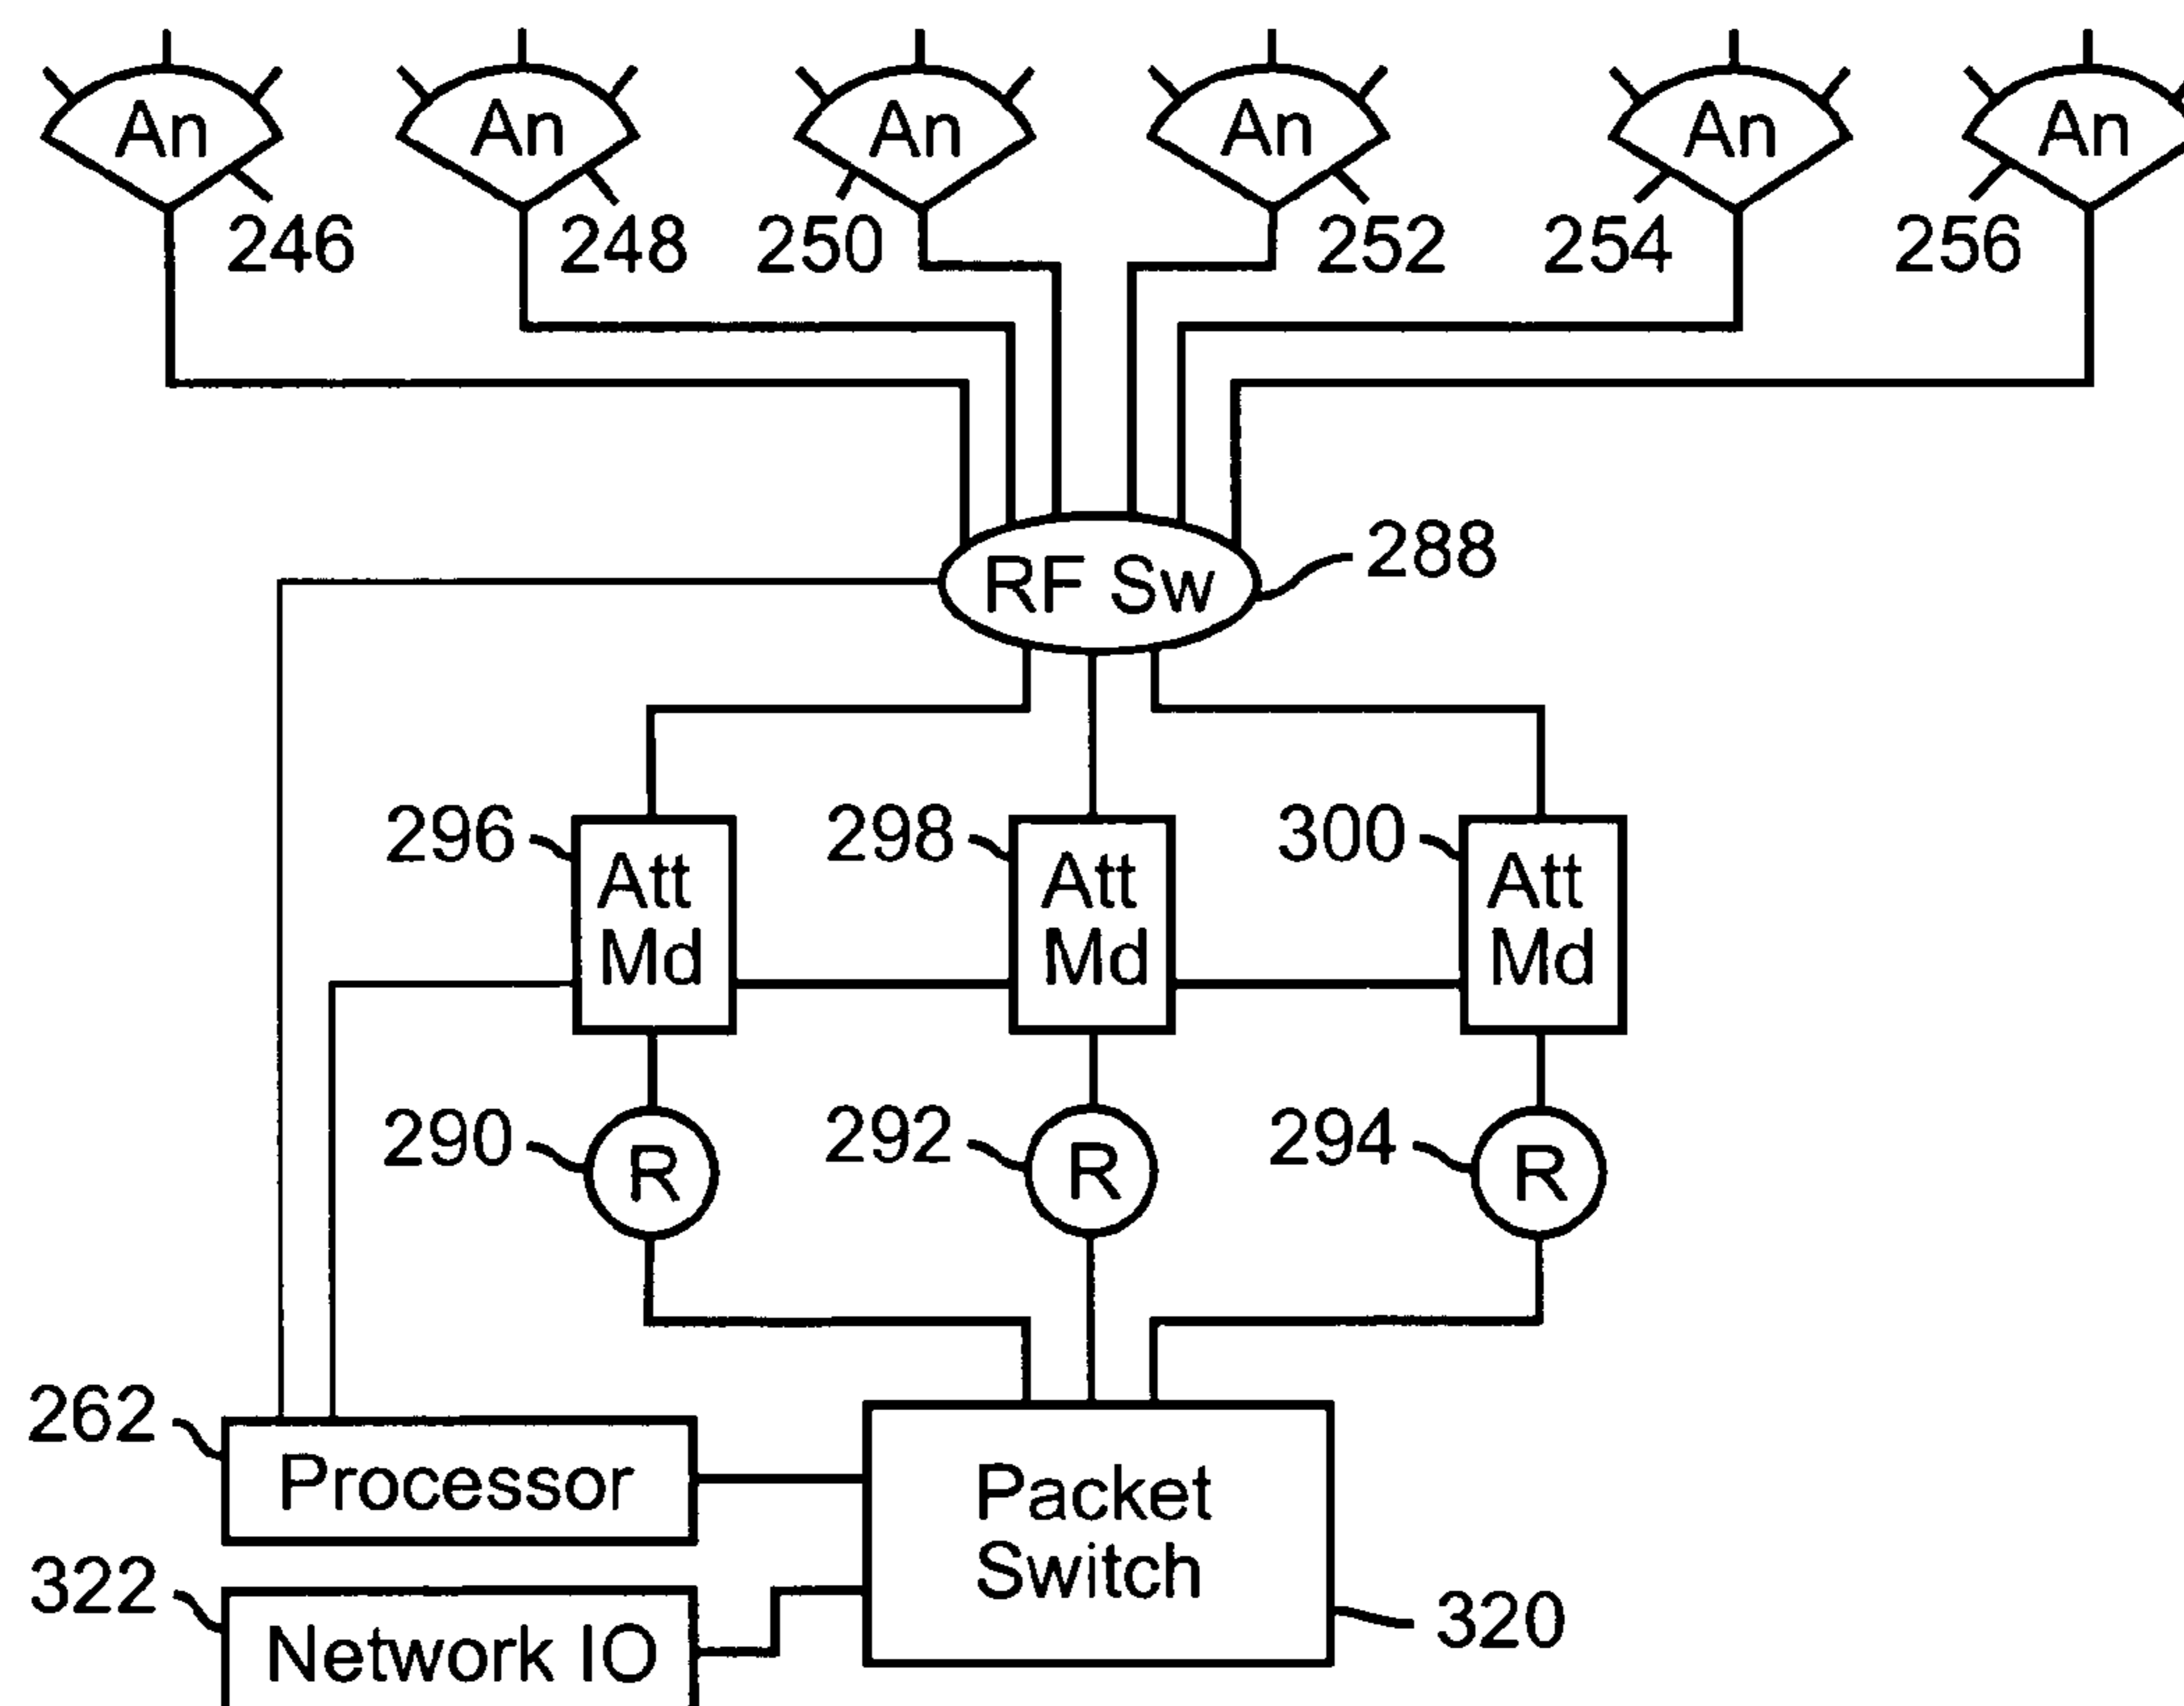 An An An An An An
246 248 250 252 254 256
RF Sw 288
296 298 300
Att Att Att
Md Md Md
290 292 294
R R R
262
Processor
Packet
Switch
322
320
Network IO